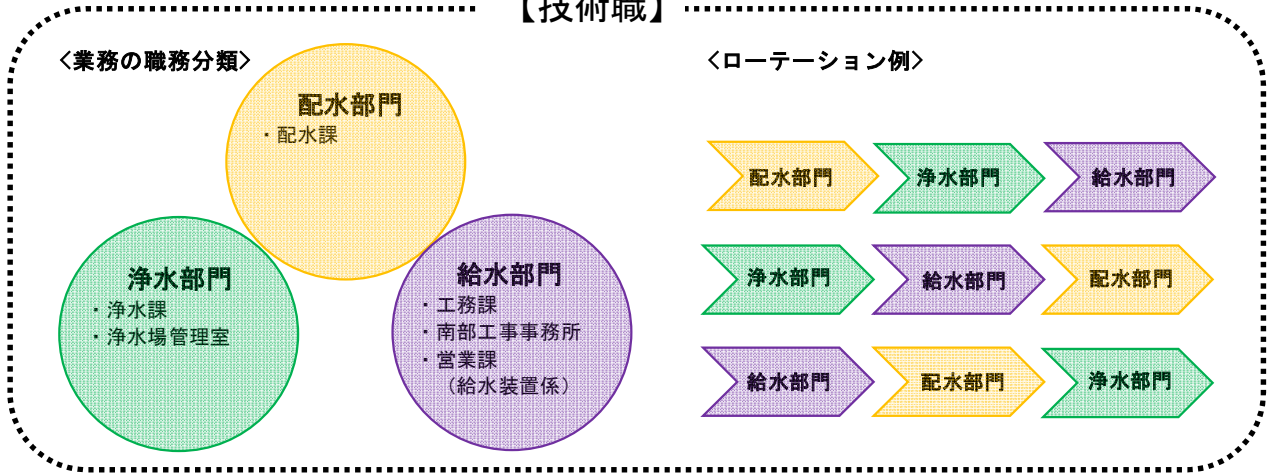 【技術職】
<業務の職務分類>
配水部門
・配水課
浄水部門
・浄水課
・浄水場管理室
給水部門
・工務課
・南部工事事務所
・営業課
（給水装置係）
<ローテーション例>
配水部門 浄水部門 給水部門
浄水部門 給水部門 配水部門
給水部門 配水部門 浄水部門